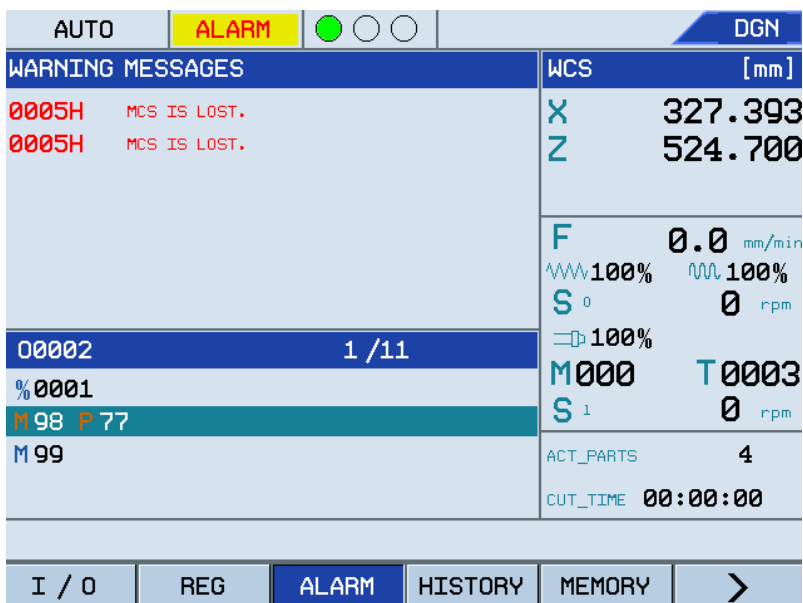 AUTO ALARM DGN
WARNING MESSAGES
0005H MCS IS LOST.
0005H MCS IS LOST.
WCS [mm]
X 327.393
Z 524.700
F 0.0 mm/min
100% 100%
S 0 0 rpm
100%
M000 T0003
S 1 0 rpm
ACT_PARTS 4
CUT_TIME 00:00:00
O0002 1 /11
%0001
M98 P77
M99
I / O REG ALARM HISTORY MEMORY >